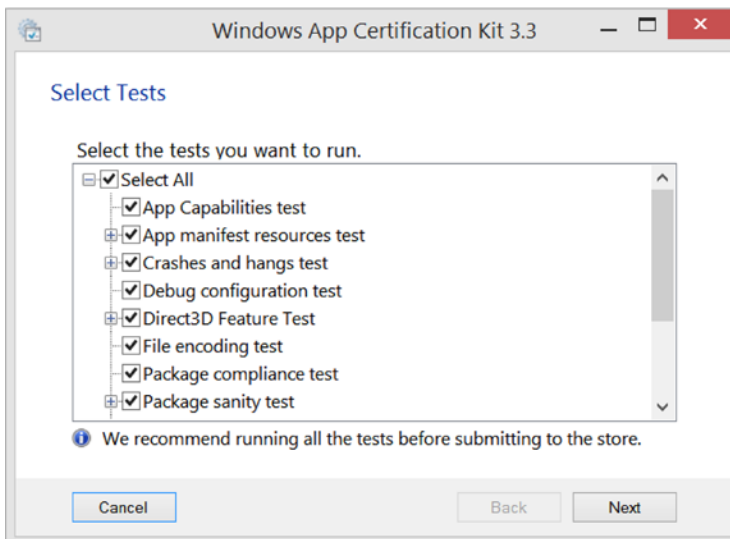 Windows App Certification Kit 3.3
Select Tests
Select the tests you want to run.
Select All
App Capabilities test
App manifest resources test
Crashes and hangs test
Debug configuration test
Direct3D Feature Test
File encoding test
Package compliance test
Package sanity test
We recommend running all the tests before submitting to the store.
Cancel Back Next